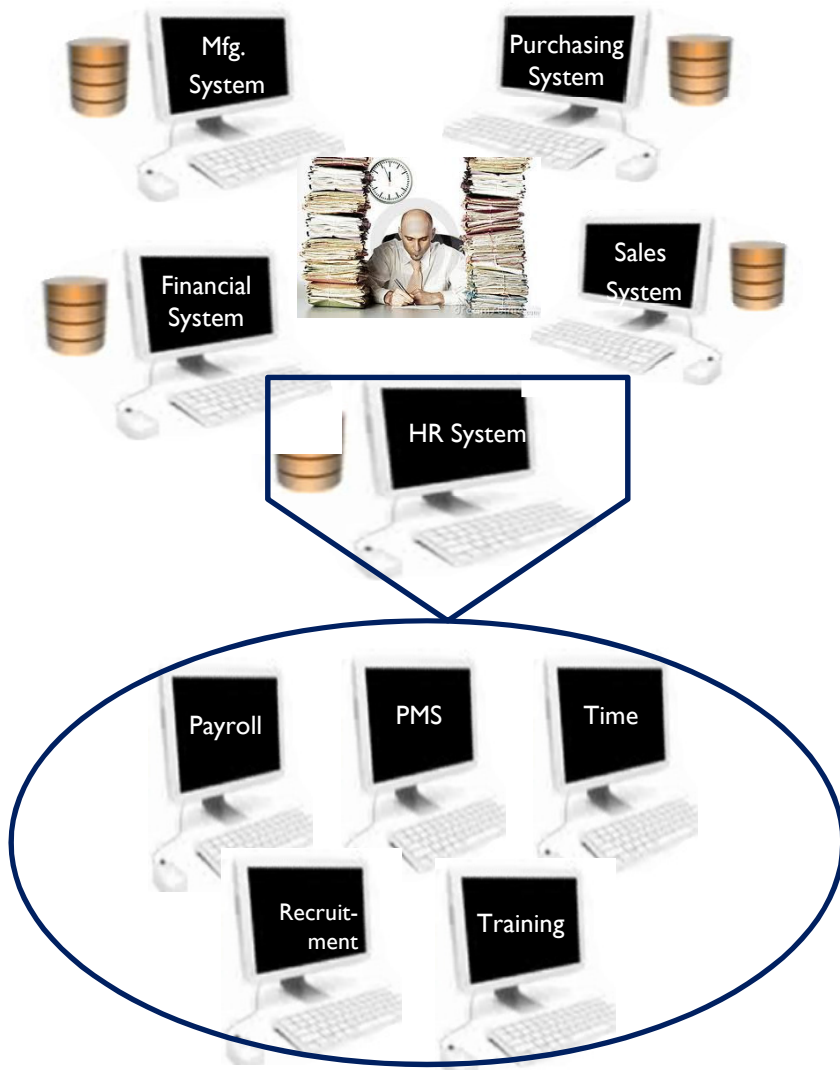 Mfg.
System
Purchasing
System
Financial
System
Sales
System
HR System
Payroll
PMS
Time
Recruit-
ment
Training